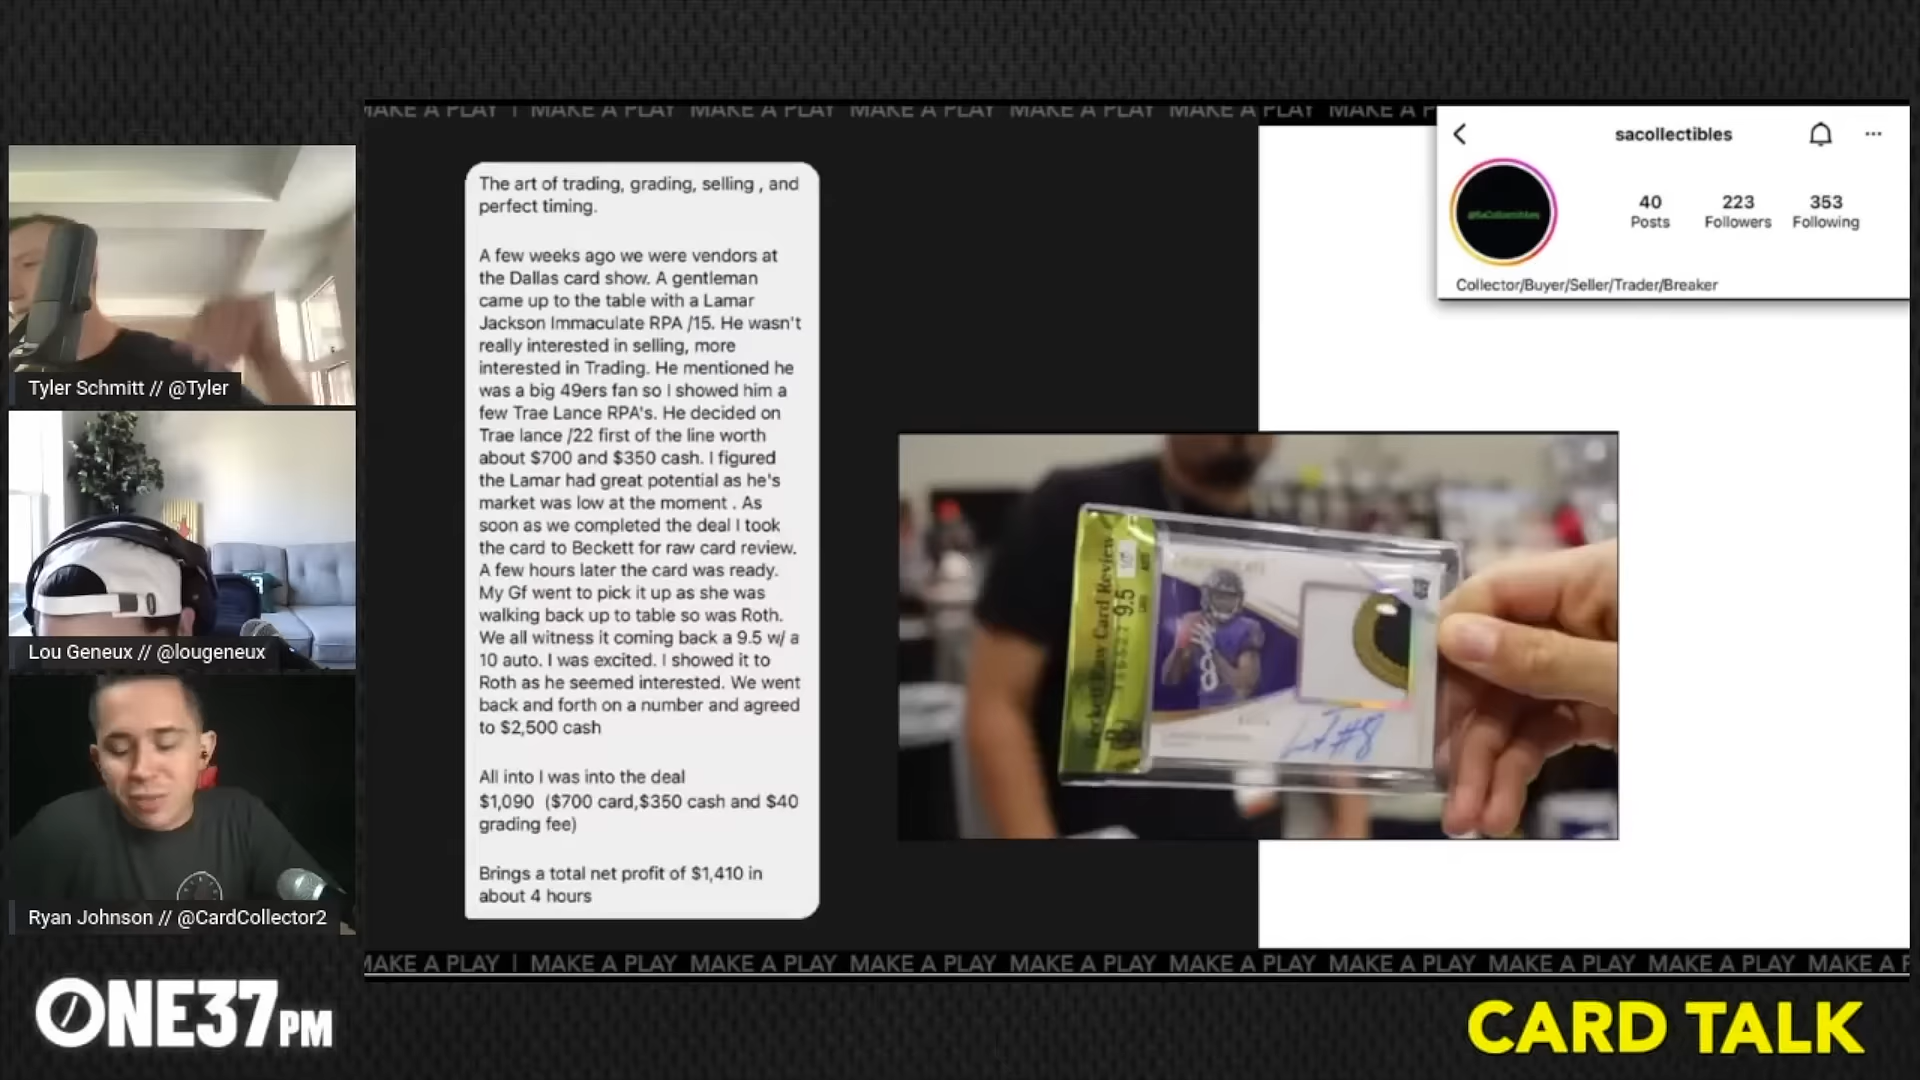 MAKE A PLAY | MAKE A PLAY MAKE A PLAY MAKE A PLAY MAKE A PLAY MAKE A PLAY MAKE A P
sacollectibles
40 223 353
Posts Followers Following
Collector/Buyer/Seller/Trader/Breaker
The art of trading, grading, selling , and
perfect timing.
A few weeks ago we were vendors at
the Dallas card show. A gentleman
came up to the table with a Lamar
Jackson Immaculate RPA /15. He wasn't
really interested in selling, more
interested in Trading. He mentioned he
was a big 49ers fan so I showed him a
few Trae Lance RPA's. He decided on
Trae lance /22 first of the line worth
about $700 and $350 cash. I figured
the Lamar had great potential as he's
market was low at the moment . As
soon as we completed the deal I took
the card to Beckett for raw card review.
A few hours later the card was ready.
My Gf went to pick it up as she was
walking back up to table so was Roth.
We all witness it coming back a 9.5 w/ a
10 auto. I was excited. I showed it to
Roth as he seemed interested. We went
back and forth on a number and agreed
to $2,500 cash
All into I was into the deal
$1,090 ($700 card,$350 cash and $40
grading fee)
Brings a total net profit of $1,410 in
about 4 hours
Beckett Raw Card Review
9.5
Tyler Schmitt // @Tyler
Lou Geneux // @lougeneux
Ryan Johnson // @CardCollector2
MAKE A PLAY | MAKE A PLAY MAKE A PLAY MAKE A PLAY MAKE A PLAY MAKE A PLAY MAKE A PLAY MAKE A PLAY MAKE A PLAY MAKE A P
ONE37PM
CARD TALK